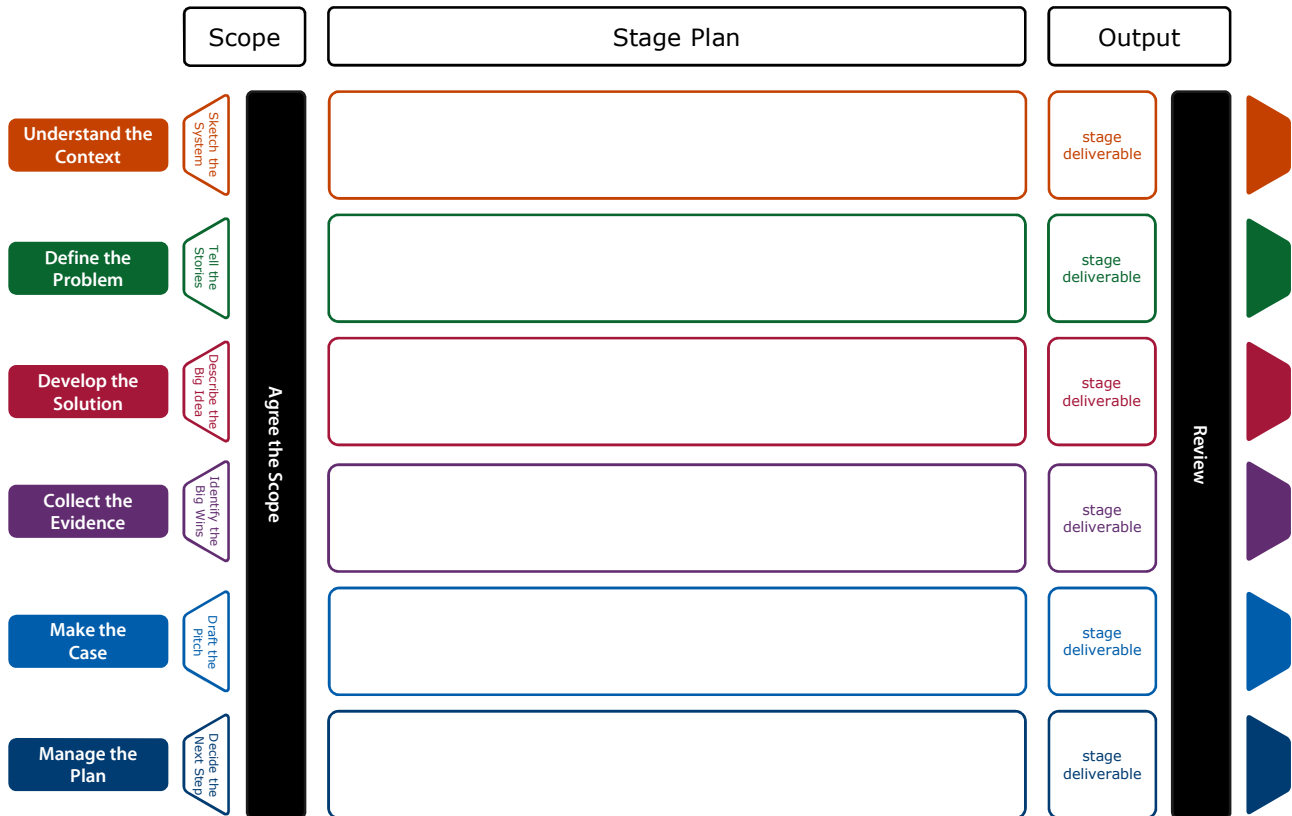 Scope
Stage Plan
Output
Understand the
Context
Sketch the
System
stage
deliverable
Define the
Problem
Tell the
Stories
stage
deliverable
Develop the
Solution
Describe the
Big Idea
stage
deliverable
Agree the Scope
Review
Collect the
Evidence
Identify the
Big Wins
stage
deliverable
Make the
Case
Draft the
Pitch
stage
deliverable
Manage the
Plan
Decide the
Next Step
stage
deliverable